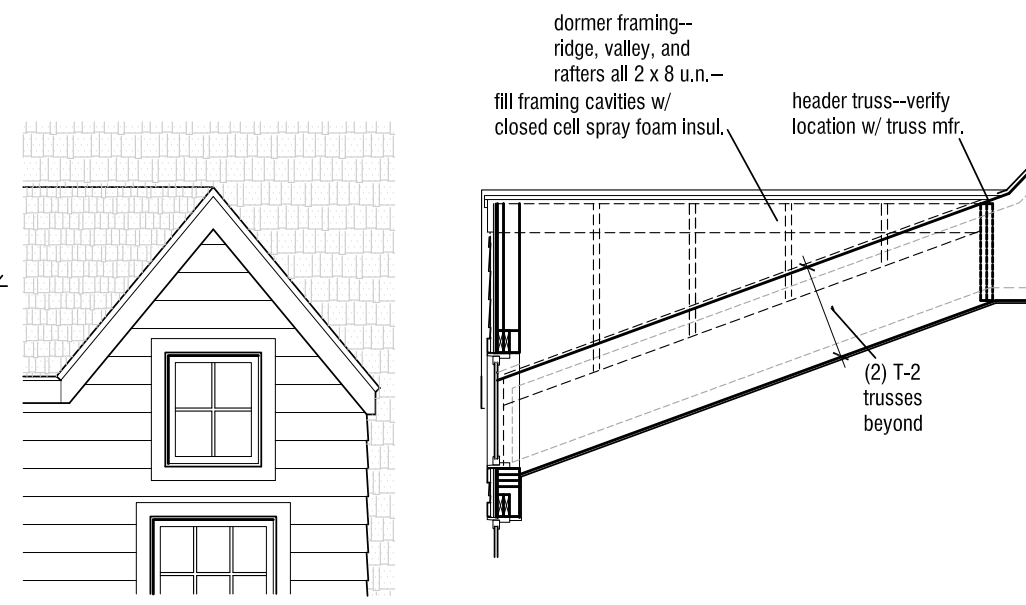 dormer framing--
ridge, valley, and
rafters all 2 x 8 u.n.–
fill framing cavities w/
closed cell spray foam insul.
header truss--verify
location w/ truss mfr.
(2) T-2
trusses
beyond